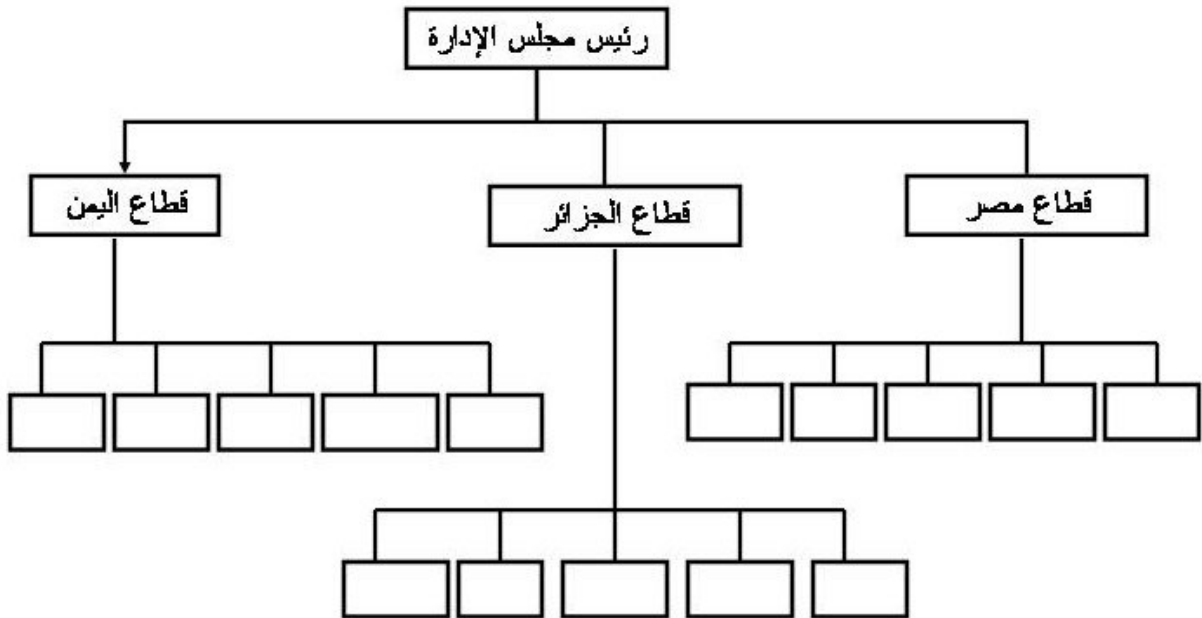 رئيس مجلس الإدارة
قطاع مصر
قطاع الجزائر
قطاع اليمن